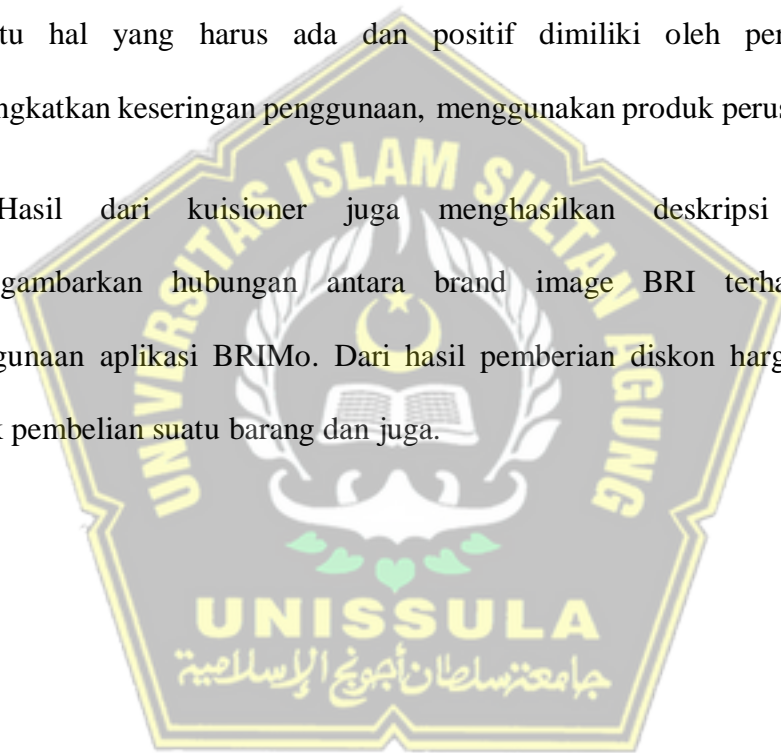 tu hal yang harus ada dan positif dimiliki oleh per
ngkatkan keseringan penggunaan, menggunakan produk perus
Hasil dari kuisioner juga menghasilkan deskripsi
gambarkan hubungan antara brand image BRI terha
gunaan aplikasi BRIMo. Dari hasil pemberian diskon harg
k pembelian suatu barang dan juga.
UNIVERSITAS ISLAM SULTAN AGUNG
UNISSULA
جامعتسلطان أجونج الإسلامية